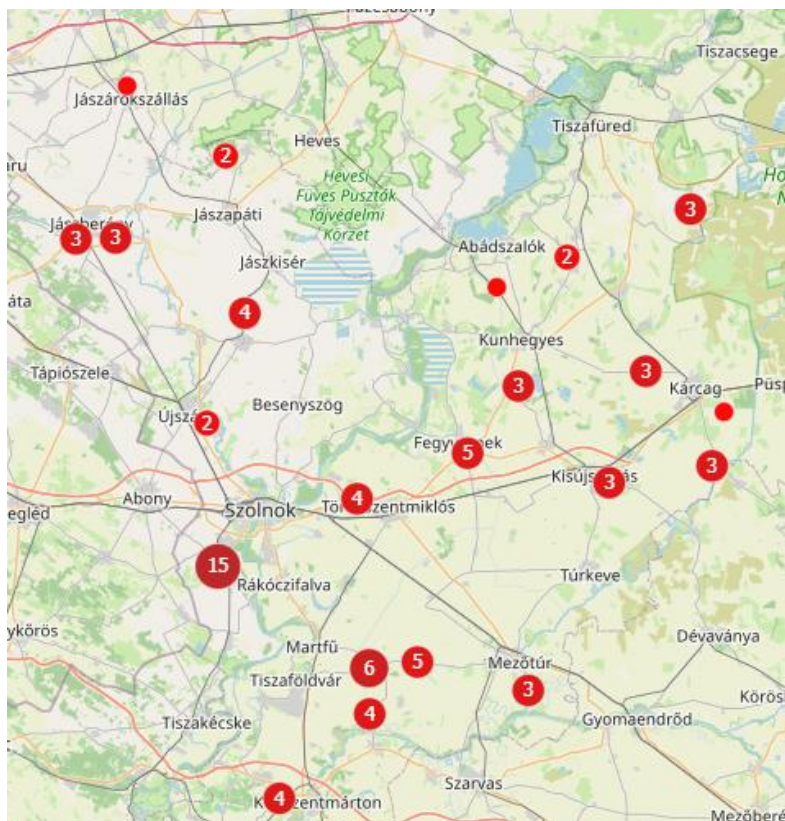 Tiszacsege
Jászárokszállás
Tiszafüred
Heves
2
Hevesi
Füves Puszták
Tájvédelmi
Körzet
Jászapáti
3
3
3
Abádszalók
2
Jászkisér
4
Kunhegyes
Tápiószele
3
3
Karcag
Besenyszög
2
5
3
Kisújszállás
3
Abony
4
Törökszentmiklós
Szolnok
15
Rákóczifalva
Túrkeve
Dévaványa
Martfű
6
5
Mezőtúr
Tiszaföldvár
3
4
Tiszakécske
Gyomaendrőd
Szarvas
4